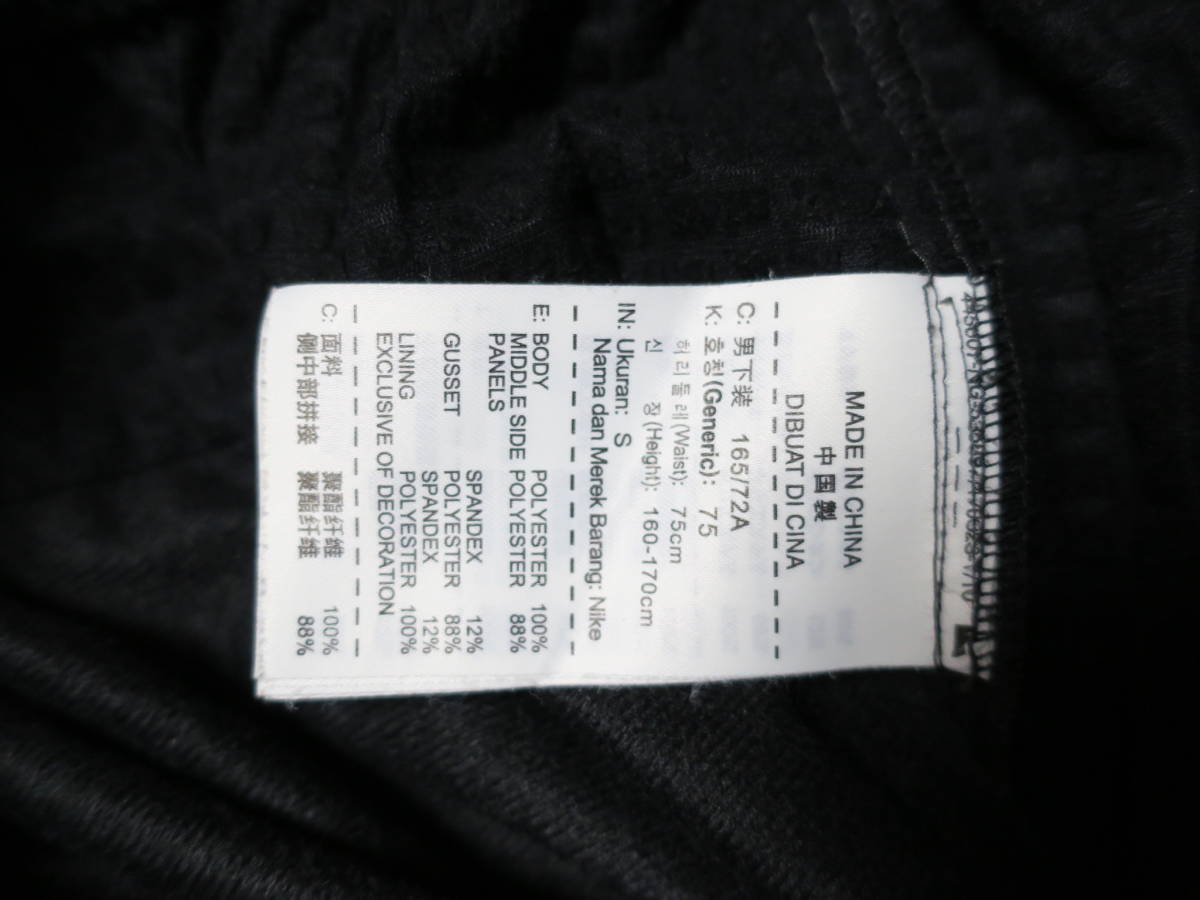 MADE IN CHINA
中国製
DIBUAT DI CINA
C: 男下装 165/72A
K: 호칭(Generic): 75
허리둘레(Waist): 75cm
신 장(Height): 160-170cm
IN: Ukuran: S
Nama dan Merek Barang: Nike
E: BODY POLYESTER 100%
MIDDLE SIDE POLYESTER 88%
PANELS
SPANDEX 12%
GUSSET POLYESTER 88%
SPANDEX 12%
LINING POLYESTER 100%
EXCLUSIVE OF DECORATION
C: 面料 聚酯纤维 100%
侧中部拼接 聚酯纤维 88%